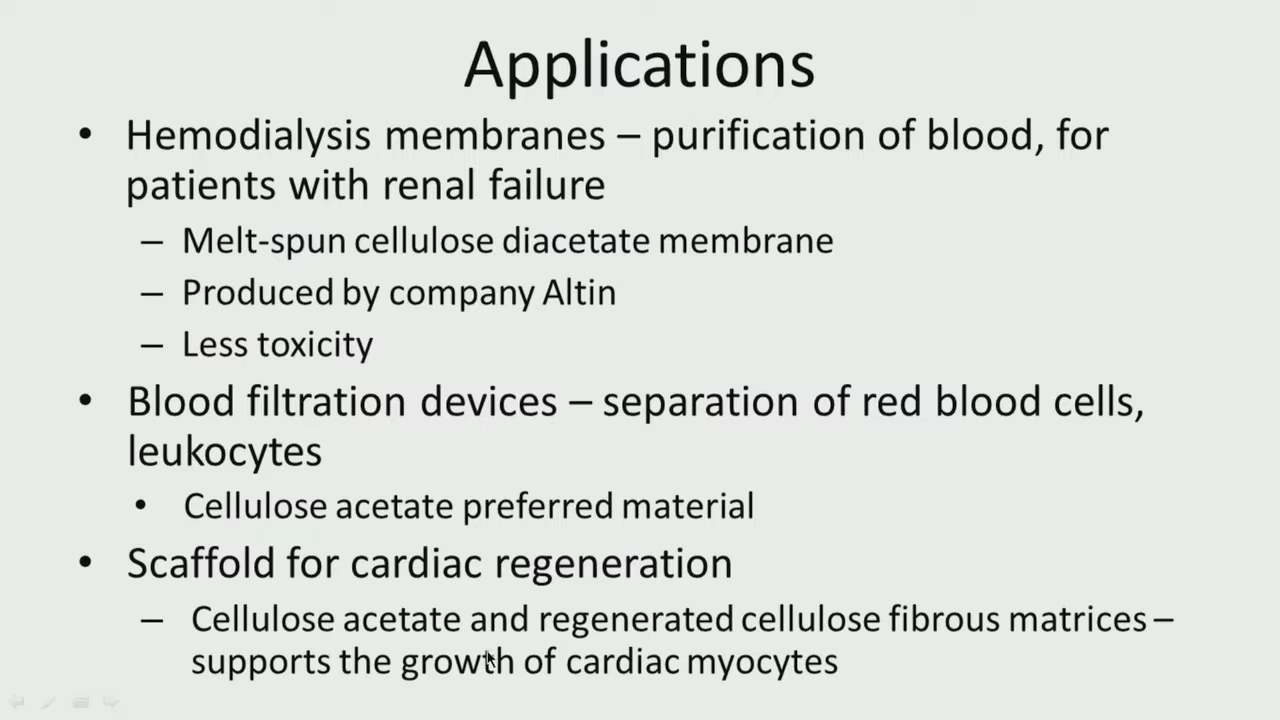 Applications
• Hemodialysis membranes – purification of blood, for
patients with renal failure
– Melt-spun cellulose diacetate membrane
– Produced by company Altin
– Less toxicity
• Blood filtration devices – separation of red blood cells,
leukocytes
• Cellulose acetate preferred material
• Scaffold for cardiac regeneration
– Cellulose acetate and regenerated cellulose fibrous matrices –
supports the growth of cardiac myocytes